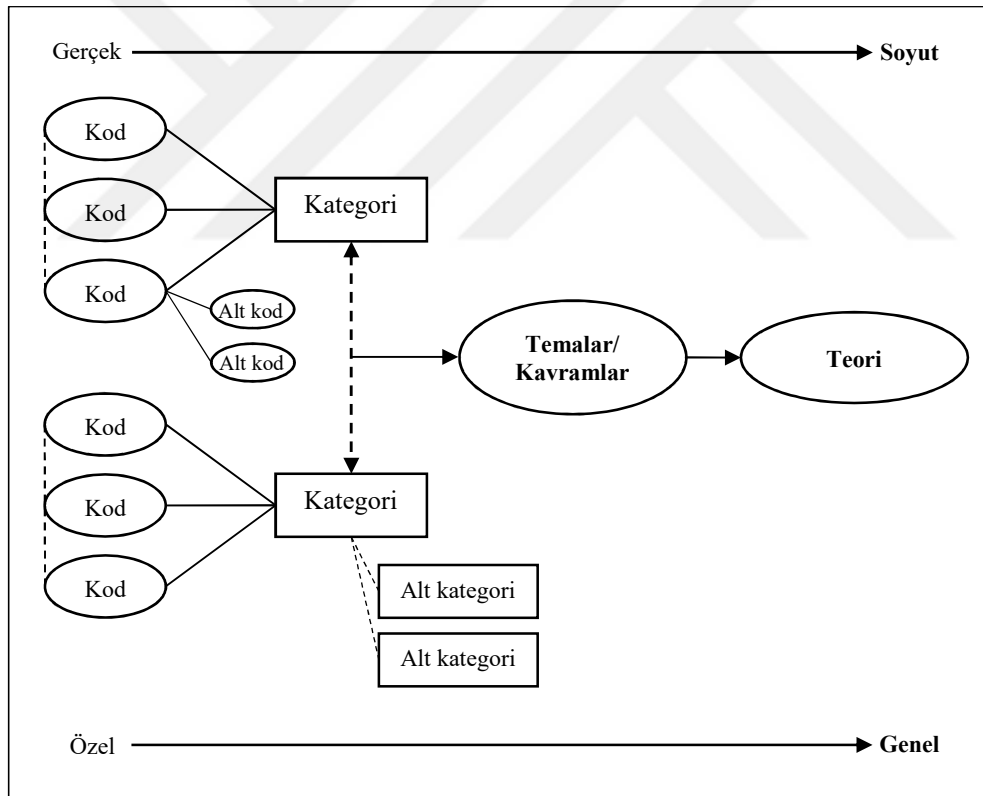 Gerçek
Soyut
Kod
Kod
Kategori
Kod
Alt kod
Alt kod
Temalar/
Kavramlar
Teori
Kod
Kod
Kategori
Kod
Alt kategori
Alt kategori
Özel
Genel